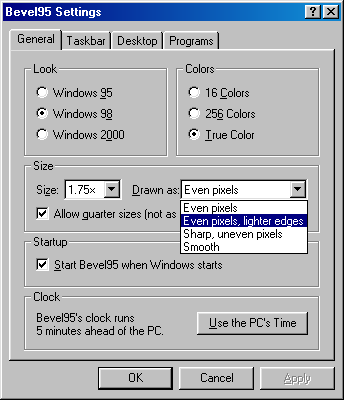 Bevel95 Settings
General
Taskbar
Desktop
Programs
Look
Windows 95
Windows 98
Windows 2000
Colors
16 Colors
256 Colors
True Color
Size
Size: 1.75× Drawn as: Even pixels
Even pixels
Even pixels, lighter edges
Sharp, uneven pixels
Smooth
Allow quarter sizes (not as
Startup
Start Bevel95 when Windows starts
Clock
Bevel95's clock runs
5 minutes ahead of the PC.
Use the PC's Time
OK
Cancel
Apply